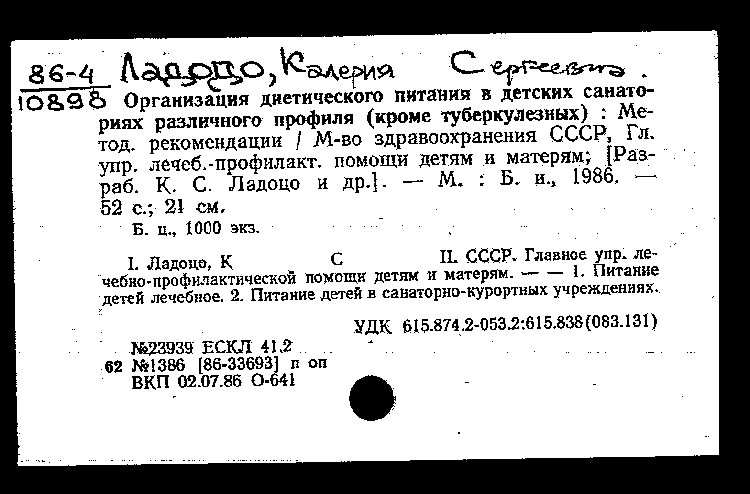 86-4 Ладоцо, Калерия Сергеевна.
10898 Организация диетического питания в детских санато-
риях различного профиля (кроме туберкулезных) : Ме-
тод. рекомендации / М-во здравоохранения СССР, Гл.
упр. лечеб.-профилакт. помощи детям и матерям; [Раз-
раб. К. С. Ладоцо и др.]. — М. : Б. и., 1986. —
52 с.; 21 см.
Б. ц., 1000 экз.
I. Ладоцо, К С II. СССР. Главное упр. ле-
чебно-профилактической помощи детям и матерям. — — 1. Питание
детей лечебное. 2. Питание детей в санаторно-курортных учреждениях.
УДК 615.874.2-053.2:615.838(083.131)
№23939 ЕСКЛ 41.2
62 №1386 [86-33693] п оп
ВКП 02.07.86 О-641